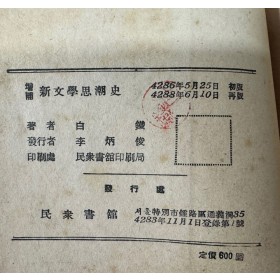 增補 新文學思潮史
4286年5月25日 初版
4288年6月10日 再版
著者 白鐵
發行者 李炳俊
印刷處 民衆書館印刷局
發行處
民衆書館
서울特別市鍾路區通義洞35
4283年11月1日登錄第1號
定價600圜